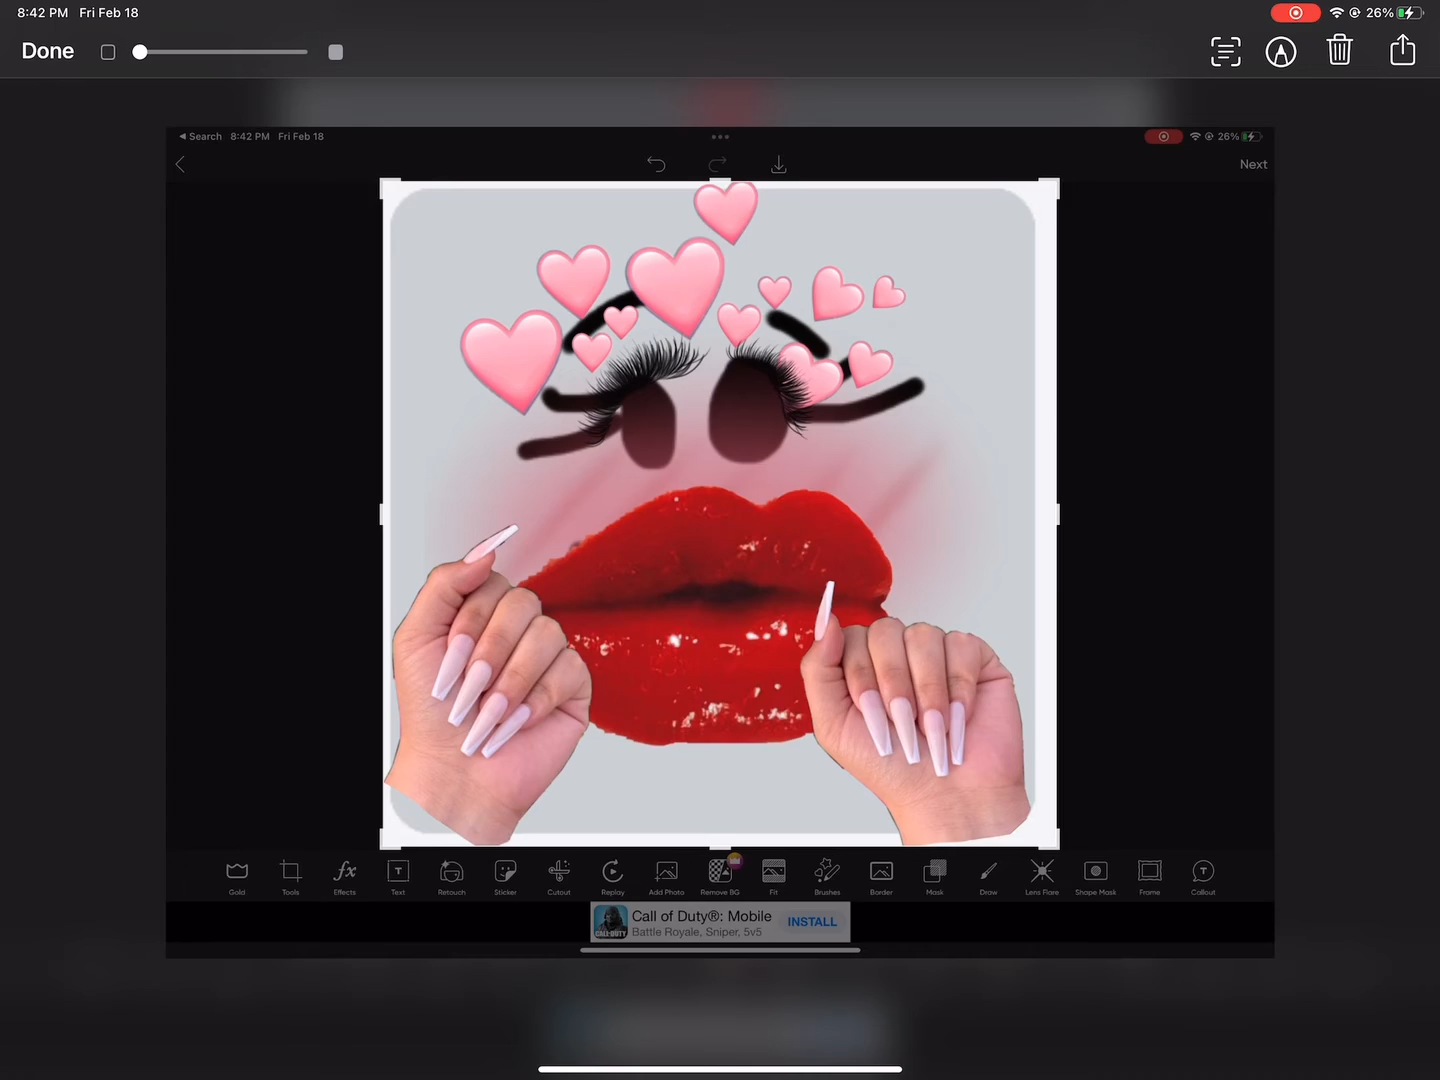 8:42 PM Fri Feb 18
26%
Done
Search 8:42 PM Fri Feb 18
26%
Next
Gold
Tools
Effects
Text
Retouch
Sticker
Cutout
Replay
Add Photo
Remove BG
Fit
Brushes
Border
Mask
Draw
Lens Flare
Shape Mask
Frame
Callout
Call of Duty®: Mobile
Battle Royale, Sniper, 5v5
INSTALL
CALL·DUTY